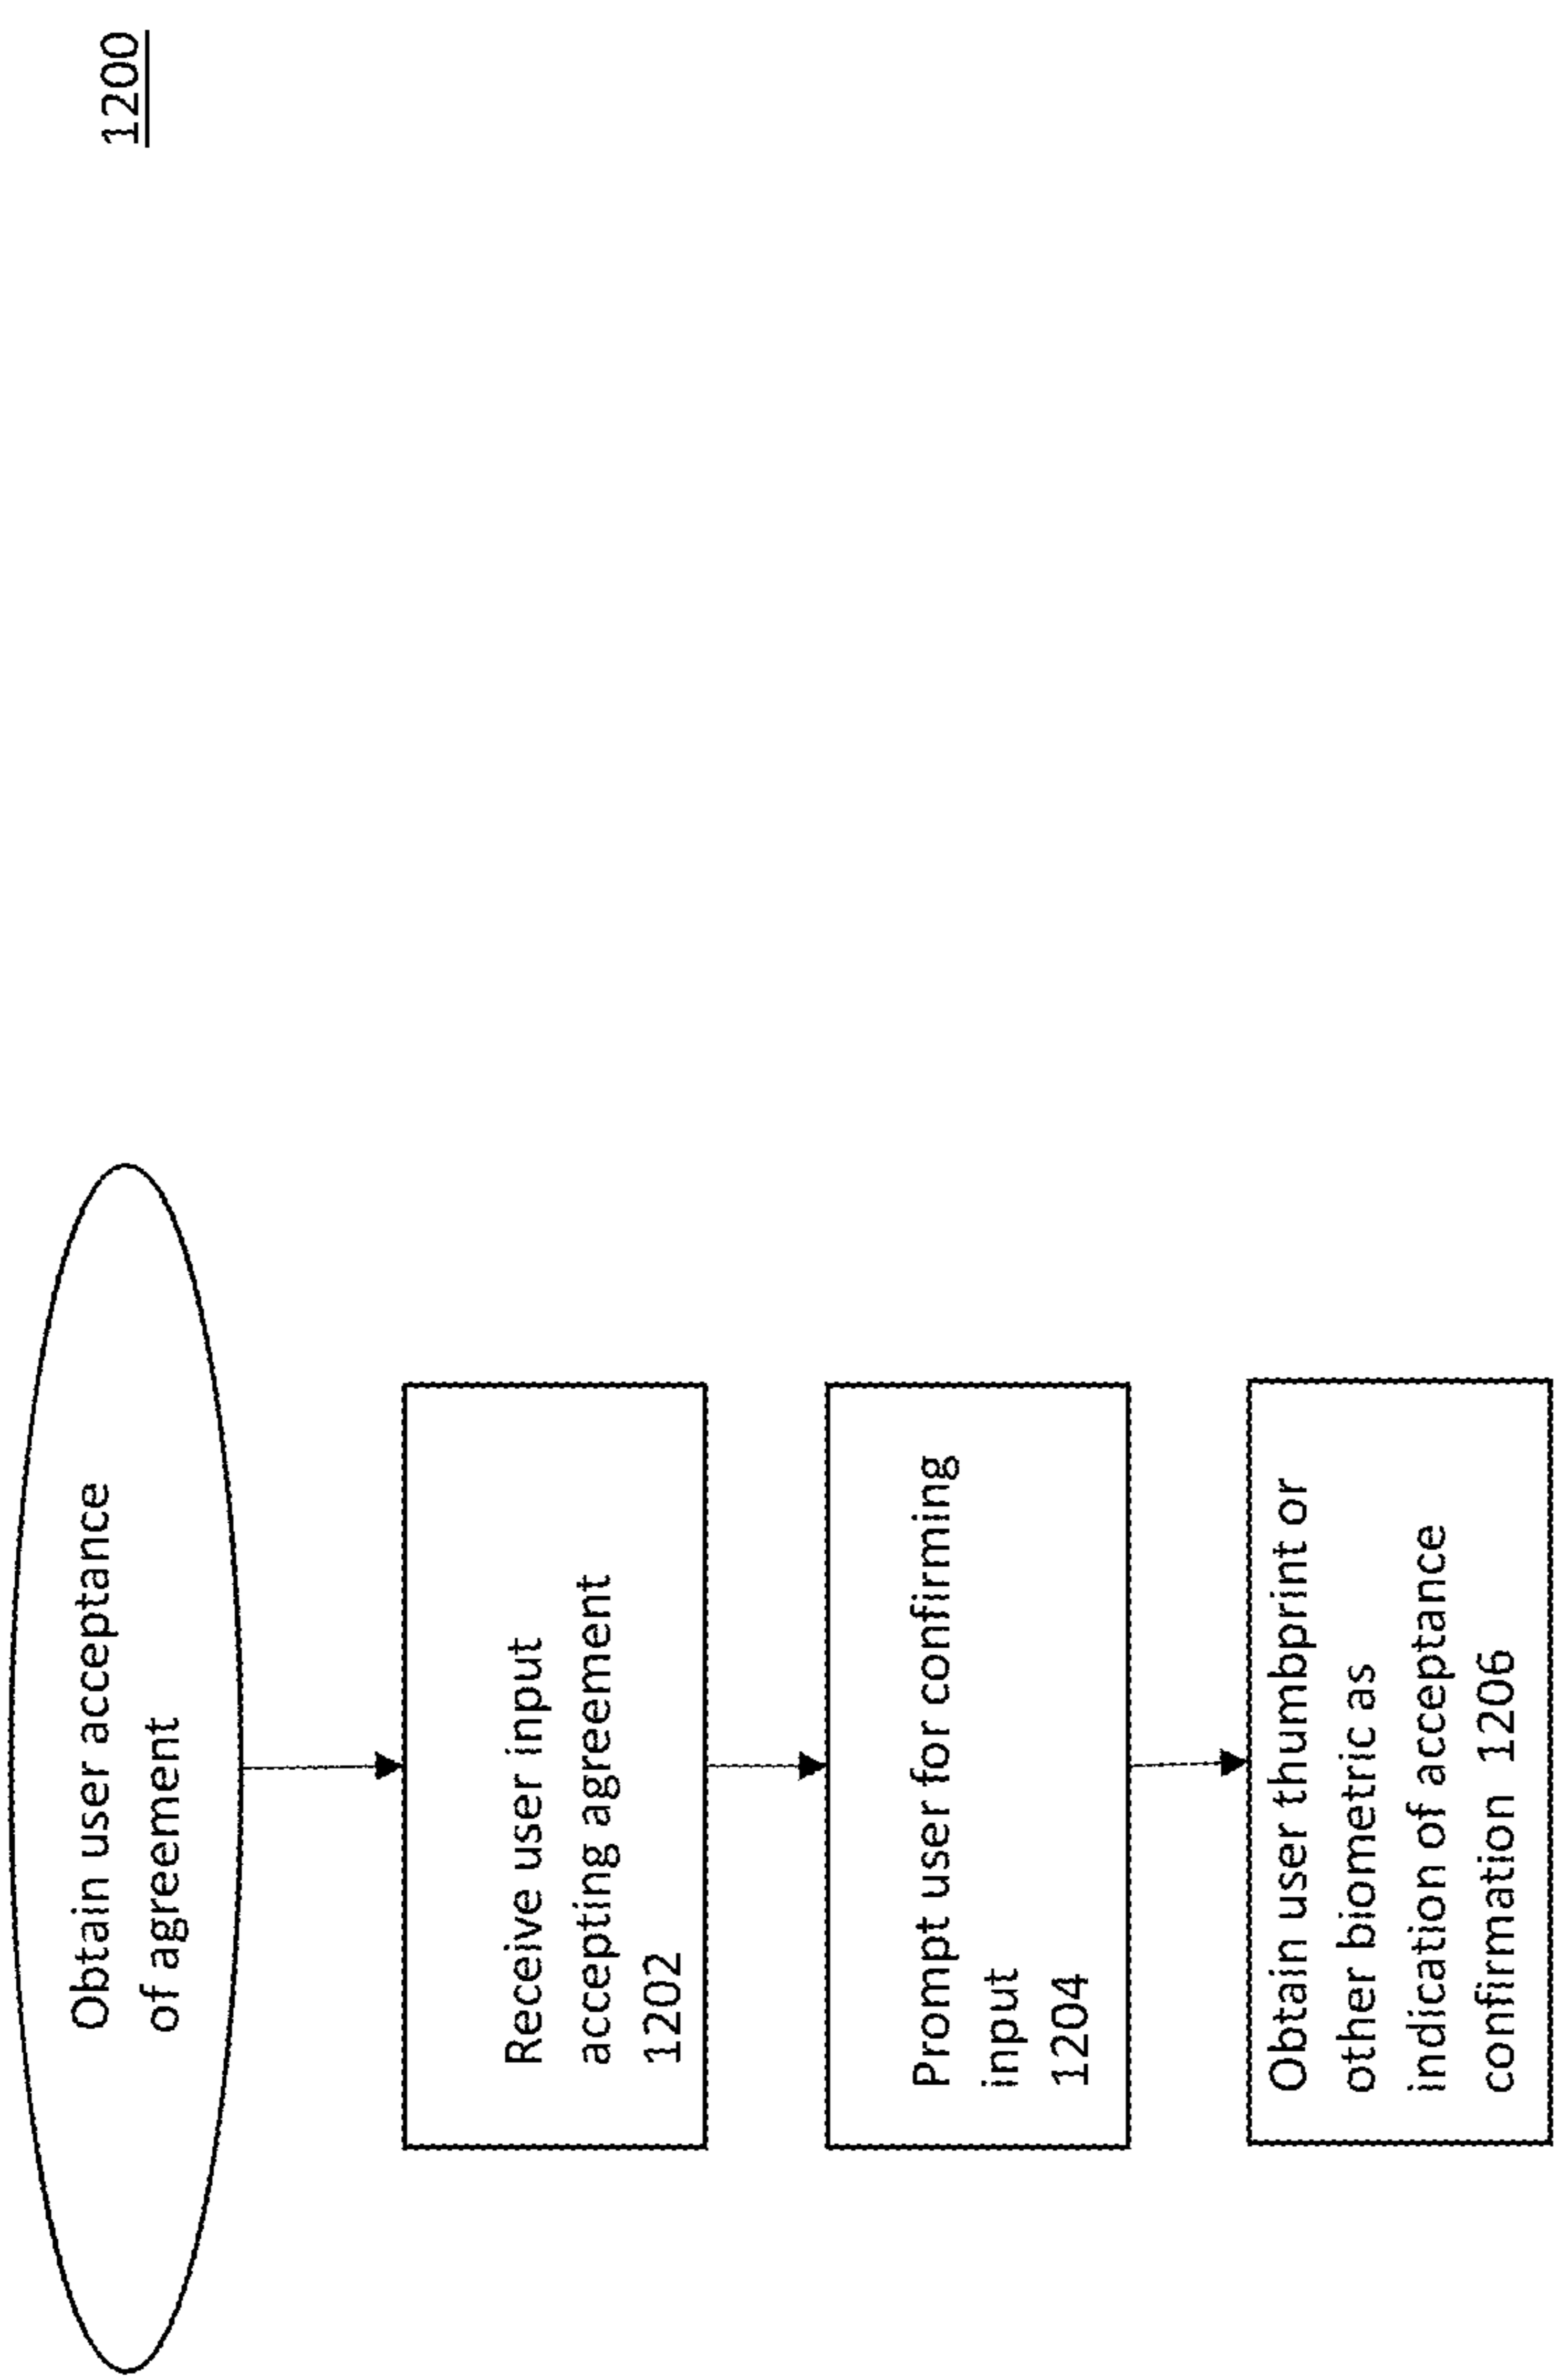 1200
Obtain user acceptance
of agreement
Receive user input
accepting agreement
1202
Prompt user for confirming
input
1204
Obtain user thumbprint or
other biometric as
indication of acceptance
confirmation 1206